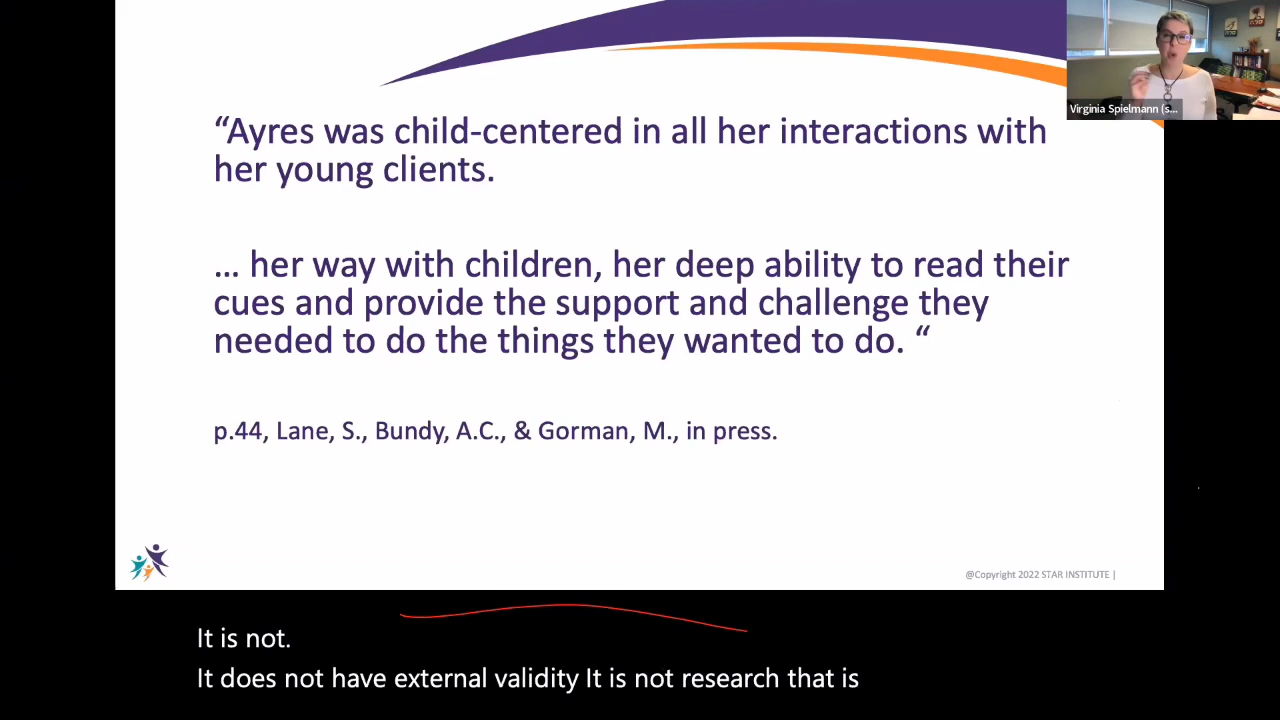 Virginia Spielmann (s...
“Ayres was child-centered in all her interactions with
her young clients.
... her way with children, her deep ability to read their
cues and provide the support and challenge they
needed to do the things they wanted to do. “
p.44, Lane, S., Bundy, A.C., & Gorman, M., in press.
@Copyright 2022 STAR INSTITUTE |
It is not.
It does not have external validity It is not research that is